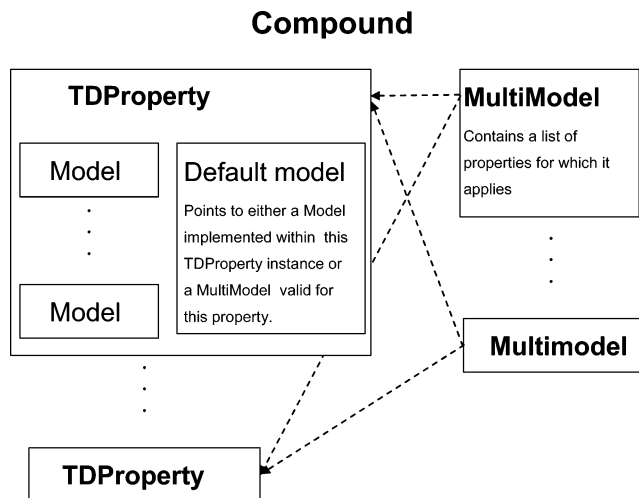 Compound
TDProperty
Model
Model
Default model
Points to either a Model
implemented within this
TDProperty instance or
a MultiModel valid for
this property.
MultiModel
Contains a list of
properties for which it
applies
Multimodel
TDProperty